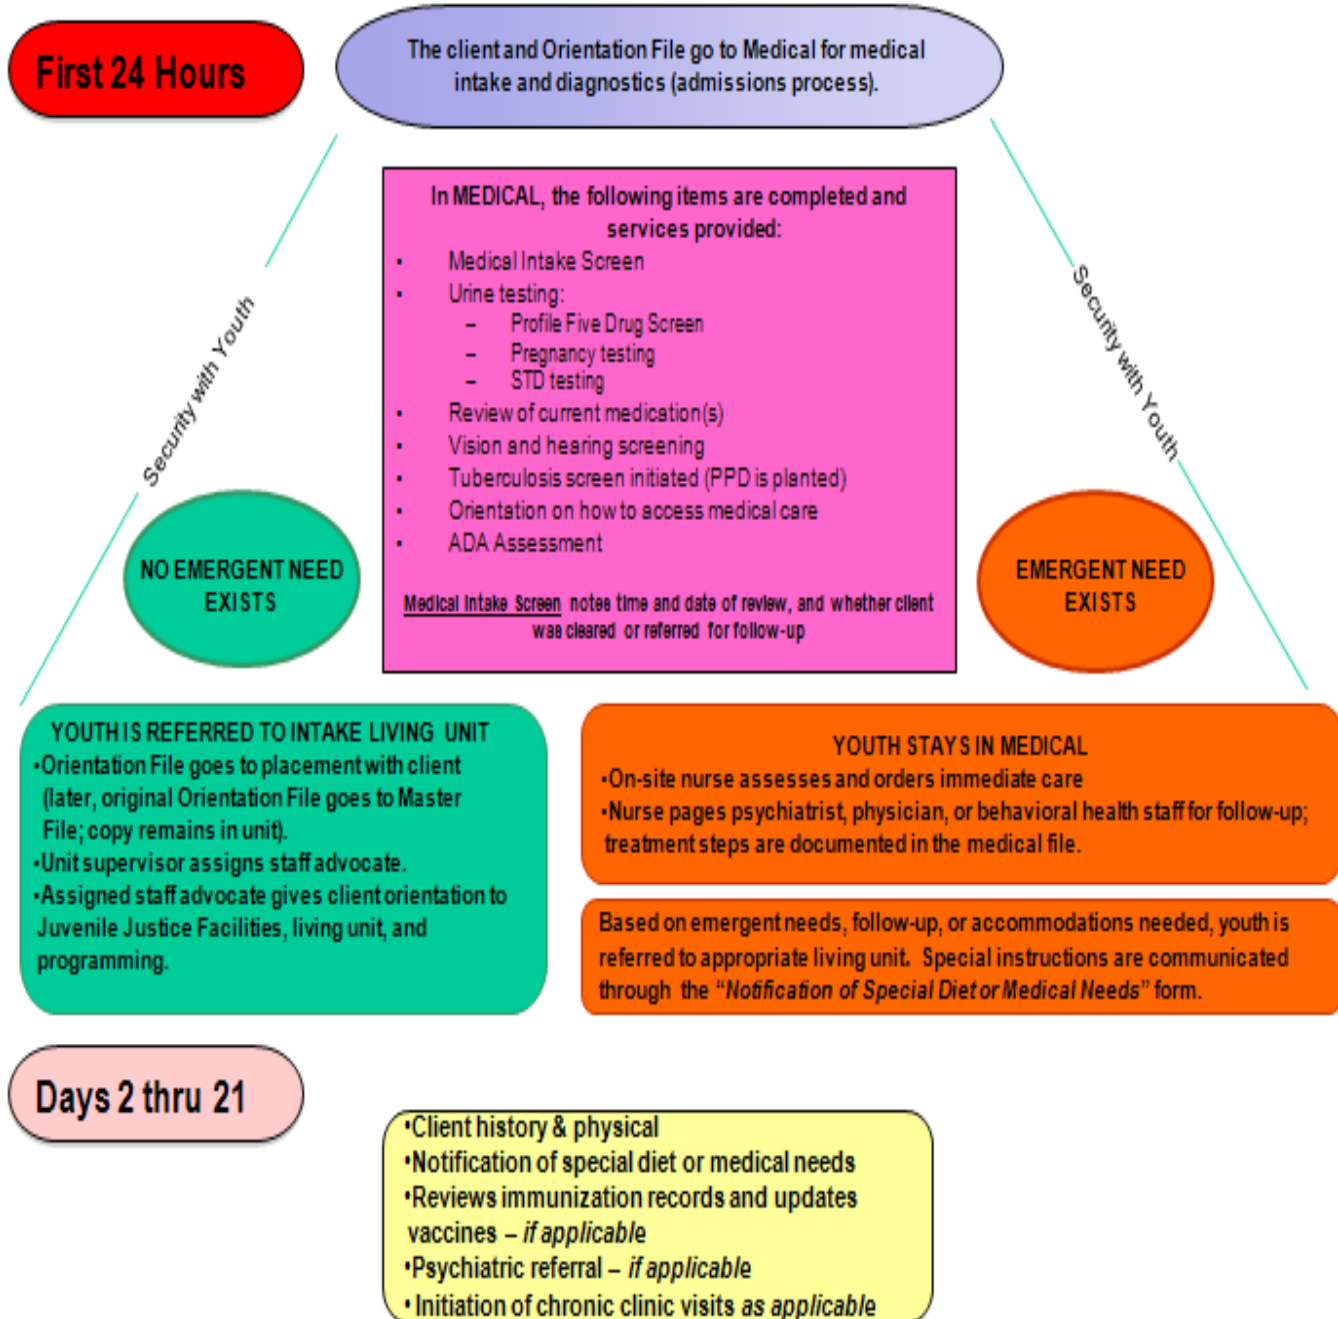 First 24 Hours
The client and Orientation File go to Medical for medical
intake and diagnostics (admissions process).
Security with Youth
Security with Youth
In MEDICAL, the following items are completed and
services provided:
• Medical Intake Screen
• Urine testing:
– Profile Five Drug Screen
– Pregnancy testing
– STD testing
• Review of current medication(s)
• Vision and hearing screening
• Tuberculosis screen initiated (PPD is planted)
• Orientation on how to access medical care
• ADA Assessment
Medical Intake Screen notes time and date of review, and whether client
was cleared or referred for follow-up
NO EMERGENT NEED
EXISTS
EMERGENT NEED
EXISTS
YOUTH IS REFERRED TO INTAKE LIVING UNIT
•Orientation File goes to placement with client
(later, original Orientation File goes to Master
File; copy remains in unit).
•Unit supervisor assigns staff advocate.
•Assigned staff advocate gives client orientation to
Juvenile Justice Facilities, living unit, and
programming.
YOUTH STAYS IN MEDICAL
•On-site nurse assesses and orders immediate care
•Nurse pages psychiatrist, physician, or behavioral health staff for follow-up;
treatment steps are documented in the medical file.
Based on emergent needs, follow-up, or accommodations needed, youth is
referred to appropriate living unit. Special instructions are communicated
through the “Notification of Special Diet or Medical Needs” form.
Days 2 thru 21
•Client history & physical
•Notification of special diet or medical needs
•Reviews immunization records and updates
vaccines – if applicable
•Psychiatric referral – if applicable
• Initiation of chronic clinic visits as applicable